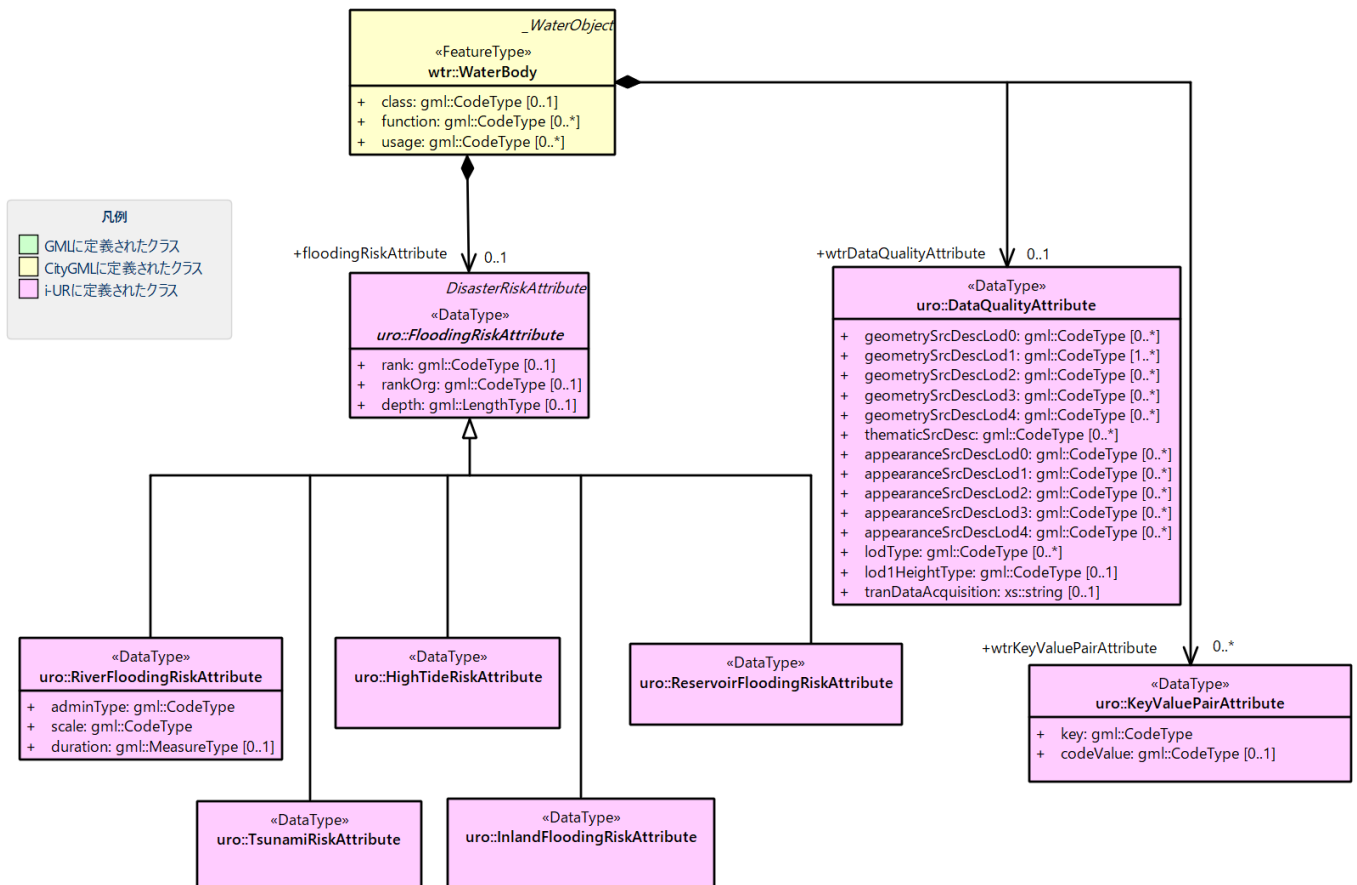 _WaterObject
«FeatureType»
wtr::WaterBody
+ class: gml::CodeType [0..1]
+ function: gml::CodeType [0..*]
+ usage: gml::CodeType [0..*]
凡例
GMLに定義されたクラス
CityGMLに定義されたクラス
i-URに定義されたクラス
+floodingRiskAttribute
0..1
DisasterRiskAttribute
«DataType»
uro::FloodingRiskAttribute
+ rank: gml::CodeType [0..1]
+ rankOrg: gml::CodeType [0..1]
+ depth: gml::LengthType [0..1]
+wtrDataQualityAttribute
0..1
«DataType»
uro::DataQualityAttribute
+ geometrySrcDescLod0: gml::CodeType [0..*]
+ geometrySrcDescLod1: gml::CodeType [1..*]
+ geometrySrcDescLod2: gml::CodeType [0..*]
+ geometrySrcDescLod3: gml::CodeType [0..*]
+ geometrySrcDescLod4: gml::CodeType [0..*]
+ thematicSrcDesc: gml::CodeType [0..*]
+ appearanceSrcDescLod0: gml::CodeType [0..*]
+ appearanceSrcDescLod1: gml::CodeType [0..*]
+ appearanceSrcDescLod2: gml::CodeType [0..*]
+ appearanceSrcDescLod3: gml::CodeType [0..*]
+ appearanceSrcDescLod4: gml::CodeType [0..*]
+ lodType: gml::CodeType [0..*]
+ lod1HeightType: gml::CodeType [0..1]
+ tranDataAcquisition: xs::string [0..1]
«DataType»
uro::RiverFloodingRiskAttribute
+ adminType: gml::CodeType
+ scale: gml::CodeType
+ duration: gml::MeasureType [0..1]
«DataType»
uro::HighTideRiskAttribute
«DataType»
uro::ReservoirFloodingRiskAttribute
+wtrKeyValuePairAttribute
0..*
«DataType»
uro::KeyValuePairAttribute
+ key: gml::CodeType
+ codeValue: gml::CodeType [0..1]
«DataType»
uro::TsunamiRiskAttribute
«DataType»
uro::InlandFloodingRiskAttribute